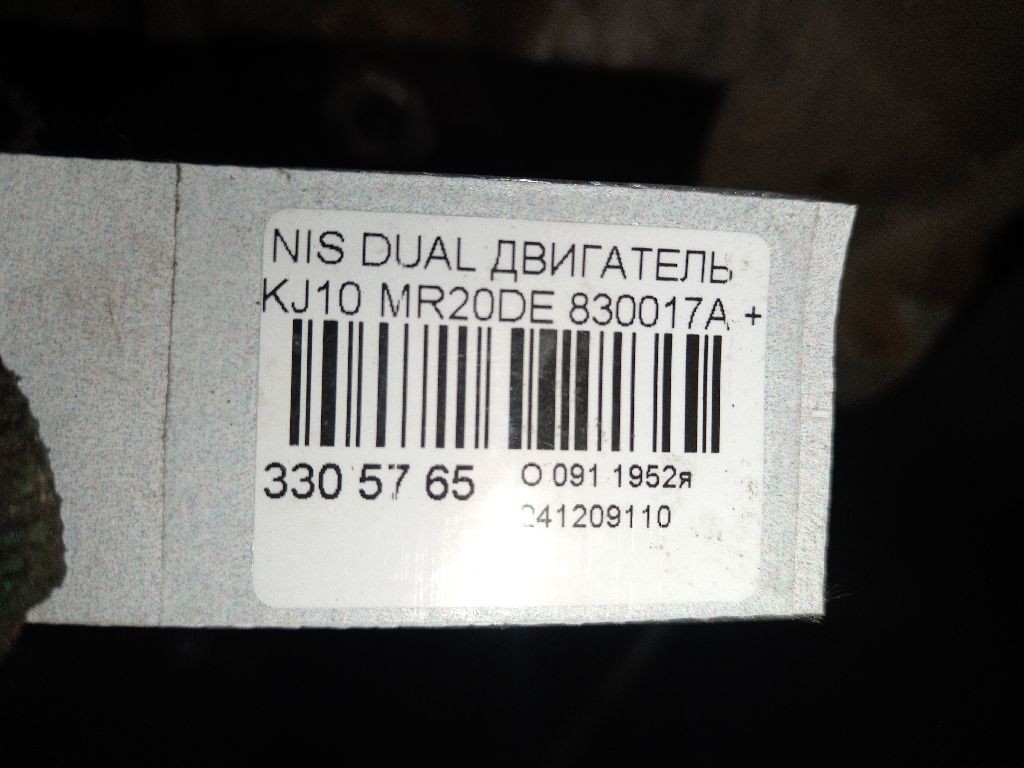 NIS DUAL ДВИГАТЕЛЬ
KJ10 MR20DE 830017A +
330 57 65
O 091 1952я
241209110